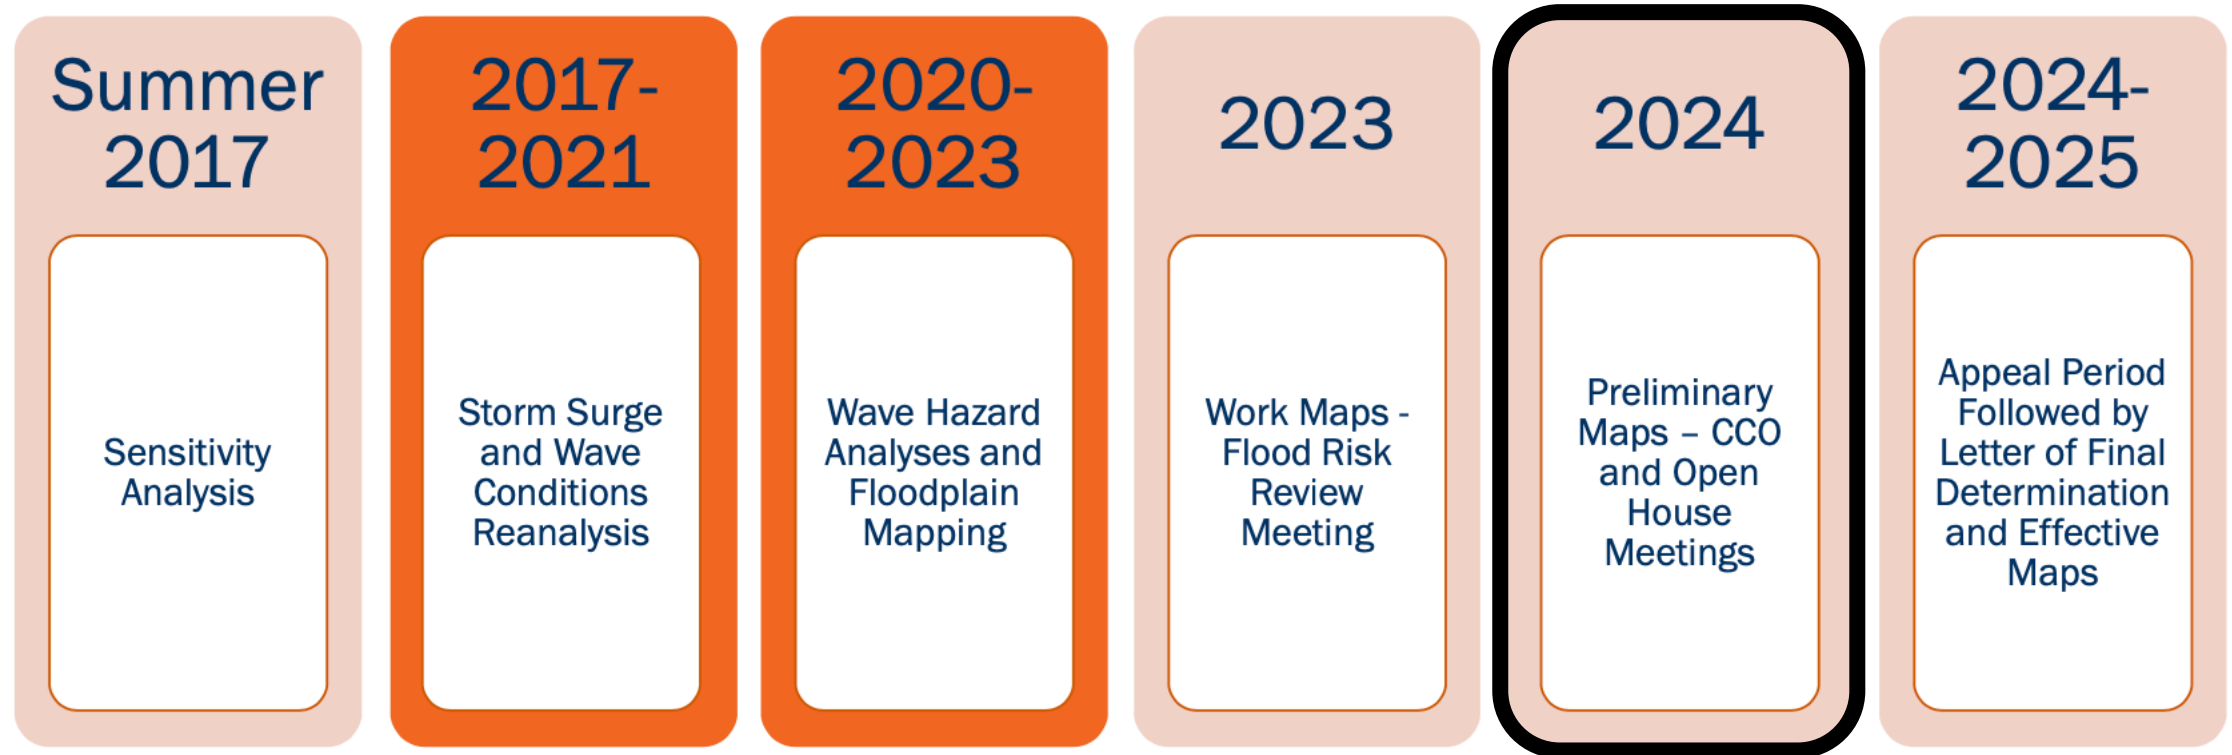 Summer
2017
Sensitivity
Analysis
2017-
2021
Storm Surge
and Wave
Conditions
Reanalysis
2020-
2023
Wave Hazard
Analyses and
Floodplain
Mapping
2023
Work Maps -
Flood Risk
Review
Meeting
2024
Preliminary
Maps – CCO
and Open
House
Meetings
2024-
2025
Appeal Period
Followed by
Letter of Final
Determination
and Effective
Maps